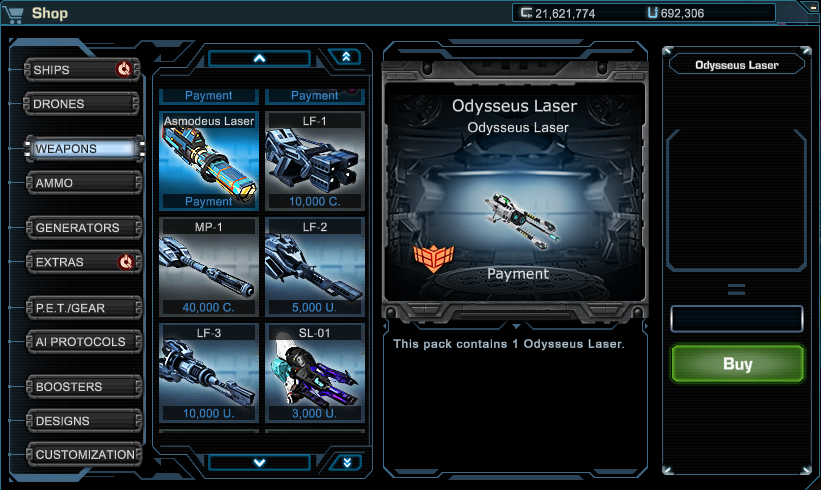 Shop
21,621,774
692,306
SHIPS
DRONES
WEAPONS
AMMO
GENERATORS
EXTRAS
P.E.T./GEAR
AI PROTOCOLS
BOOSTERS
DESIGNS
CUSTOMIZATION
Payment
Payment
Asmodeus Laser
Payment
LF-1
10,000 C.
MP-1
40,000 C.
LF-2
5,000 U.
LF-3
10,000 U.
SL-01
3,000 U.
Odysseus Laser
Odysseus Laser
Payment
This pack contains 1 Odysseus Laser.
Odysseus Laser
=
Buy